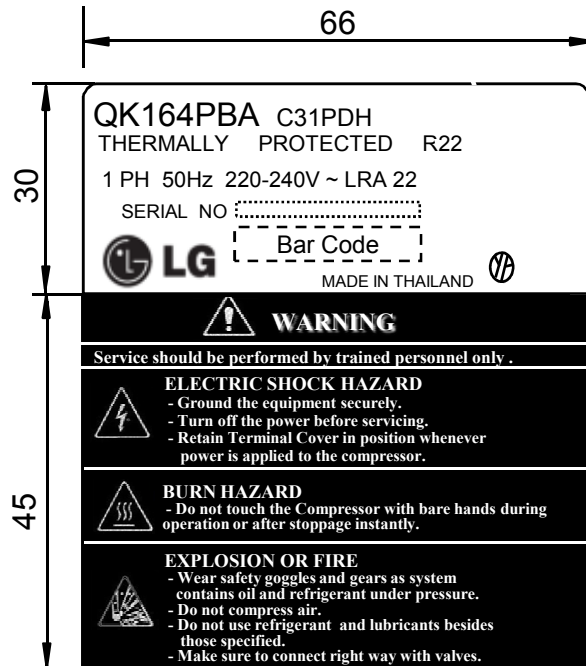 66
30
QK164PBA C31PDH
THERMALLY PROTECTED R22
1 PH 50Hz 220-240V ~ LRA 22
SERIAL NO
LG
Bar Code
MADE IN THAILAND
45
WARNING
Service should be performed by trained personnel only .
ELECTRIC SHOCK HAZARD
- Ground the equipment securely.
- Turn off the power before servicing.
- Retain Terminal Cover in position whenever
power is applied to the compressor.
BURN HAZARD
- Do not touch the Compressor with bare hands during
operation or after stoppage instantly.
EXPLOSION OR FIRE
- Wear safety goggles and gears as system
contains oil and refrigerant under pressure.
- Do not compress air.
- Do not use refrigerant and lubricants besides
those specified.
- Make sure to connect right way with valves.